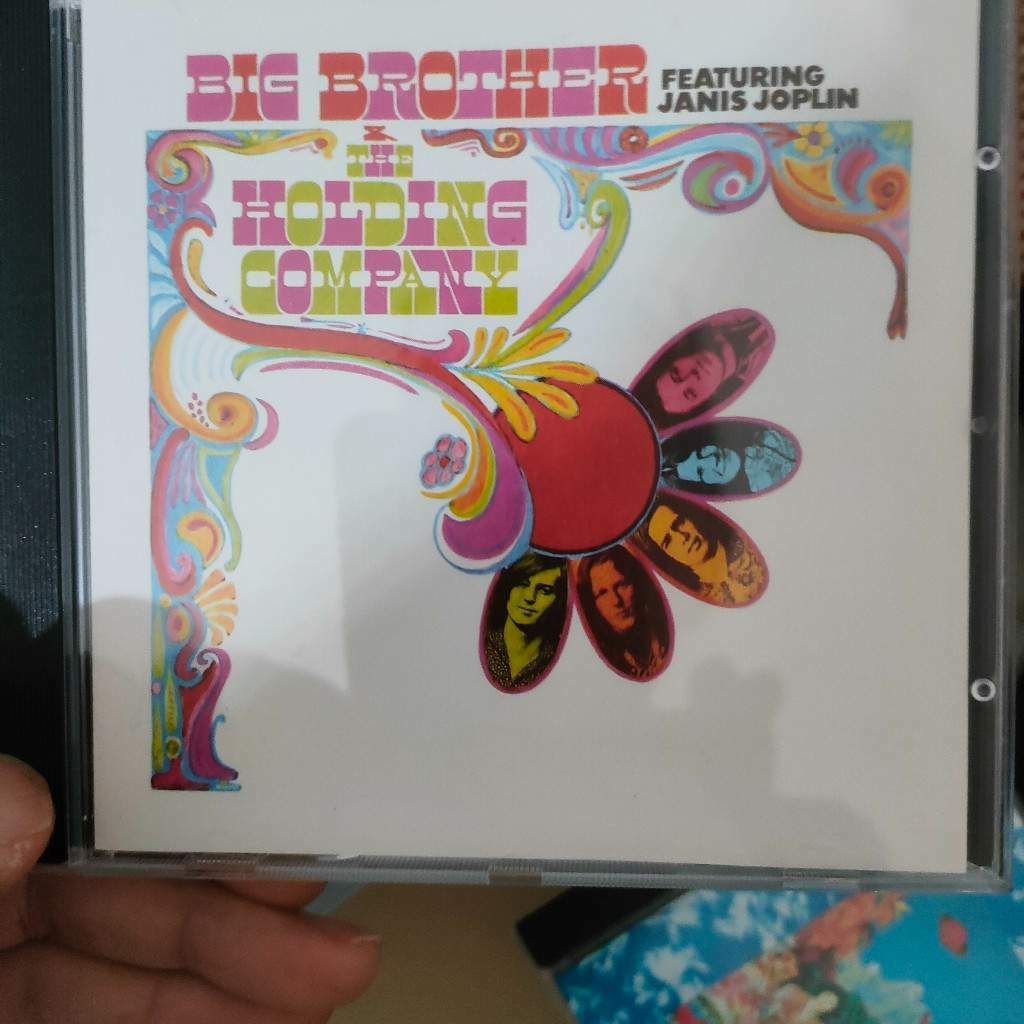 BIG BROTHER
FEATURING
JANIS JOPLIN
&
THE
HOLDING
COMPANY